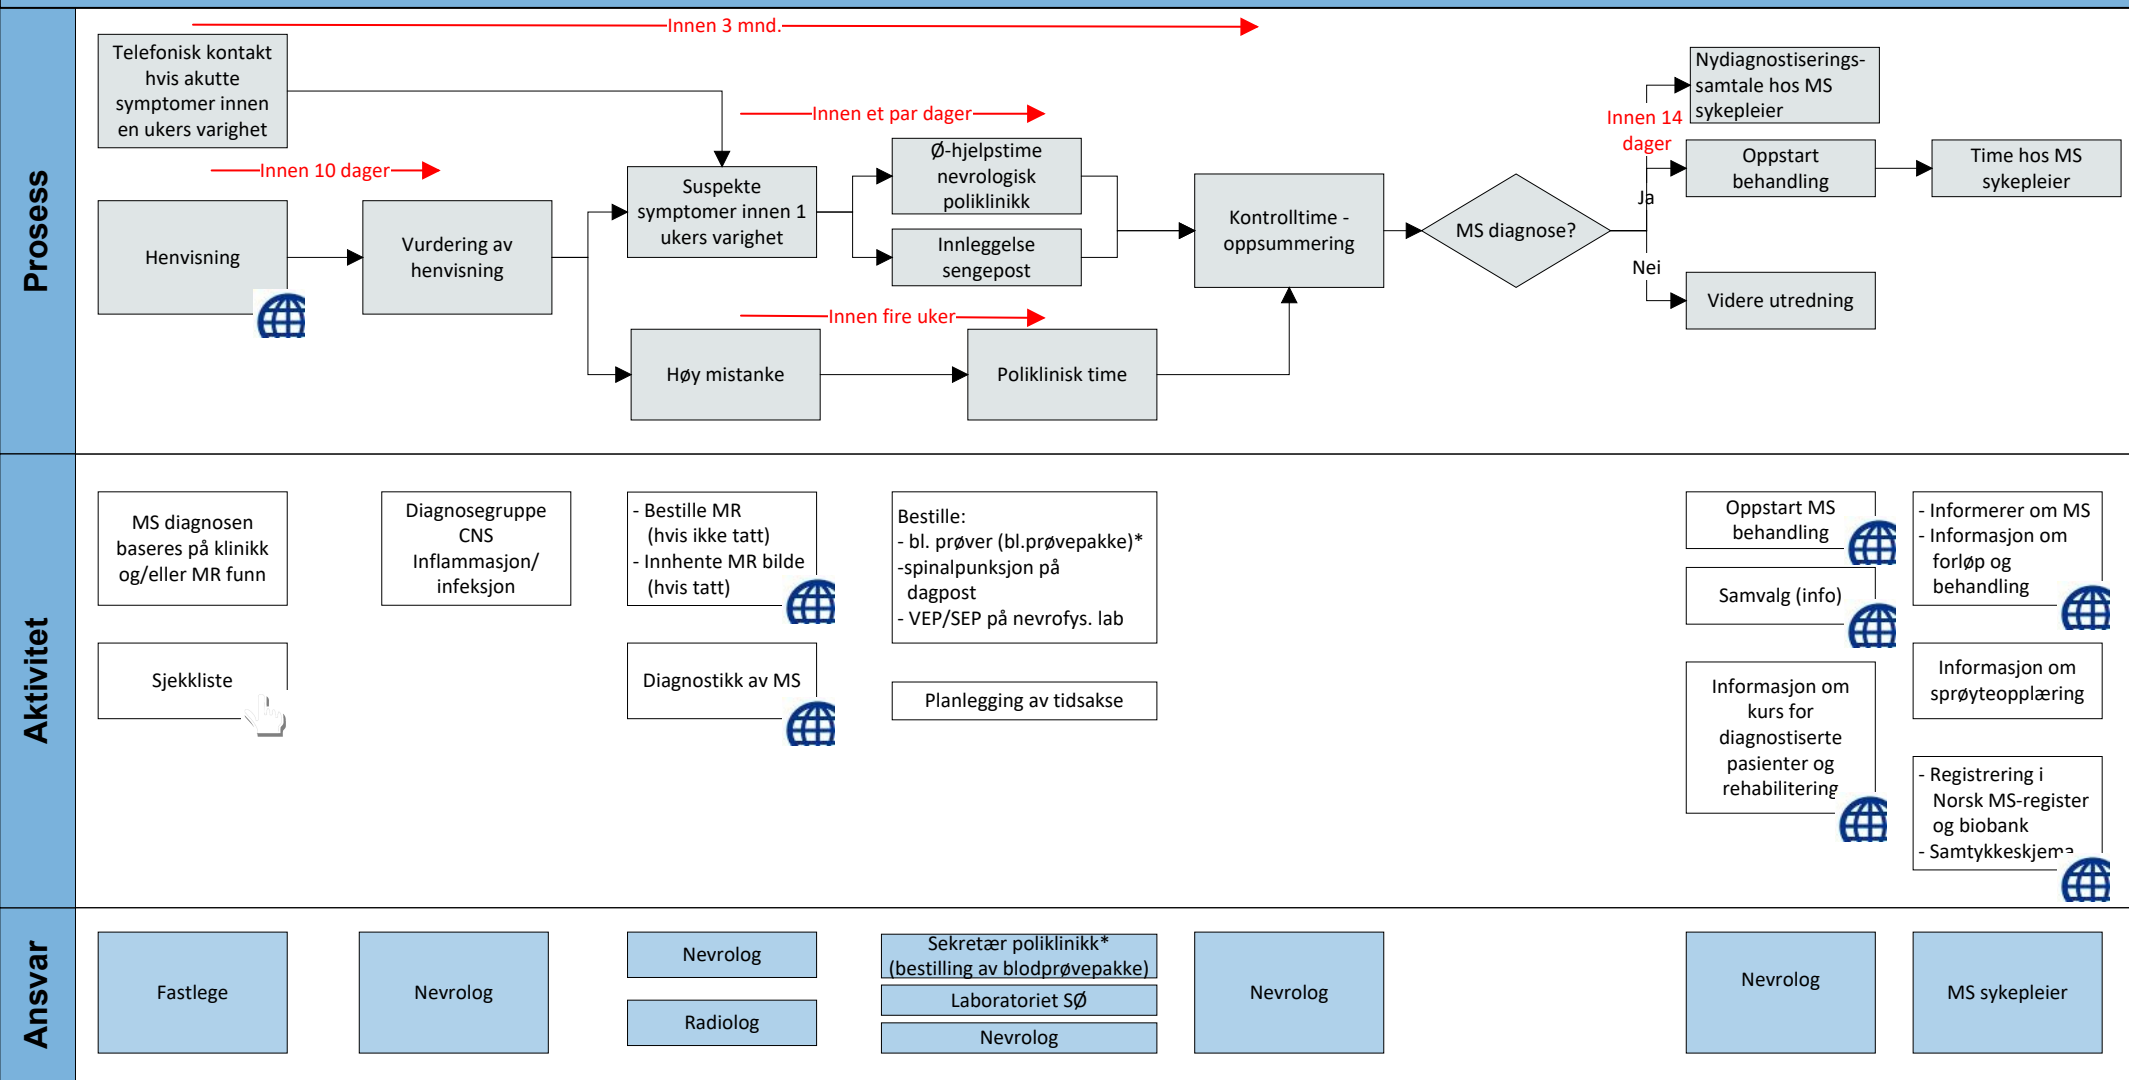 Prosess
Innen 3 mnd.
Telefonisk kontakt
hvis akutte
symptomer innen
en ukers varighet
Innen 10 dager
Henvisning
Vurdering av
henvisning
Suspekte
symptomer innen 1
ukers varighet
Høy mistanke
Innen et par dager
Ø-hjelpstime
nevrologisk
poliklinikk
Innleggelse
sengepost
Innen fire uker
Poliklinisk time
Kontrolltime -
oppsummering
MS diagnose?
Innen 14
dager
Ja
Nei
Nydiagnostiserings-
samtale hos MS
sykepleier
Oppstart
behandling
Time hos MS
sykepleier
Videre utredning
Aktivitet
MS diagnosen
baseres på klinikk
og/eller MR funn
Sjekkliste
Diagnosegruppe
CNS
Inflammasjon/
infeksjon
- Bestille MR
(hvis ikke tatt)
- Innhente MR bilde
(hvis tatt)
Diagnostikk av MS
Bestille:
- bl. prøver (bl.prøvepakke)*
-spinalpunksjon på
dagpost
- VEP/SEP på nevrofys. lab
Planlegging av tidsakse
Oppstart MS
behandling
Samvalg (info)
Informasjon om
kurs for
diagnostiserte
pasienter og
rehabilitering
- Informerer om MS
- Informasjon om
forløp og
behandling
Informasjon om
sprøyteopplæring
- Registrering i
Norsk MS-register
og biobank
- Samtykkeskjema
Ansvar
Fastlege
Nevrolog
Nevrolog
Radiolog
Sekretær poliklinikk*
(bestilling av blodprøvepakke)
Laboratoriet SØ
Nevrolog
Nevrolog
Nevrolog
MS sykepleier